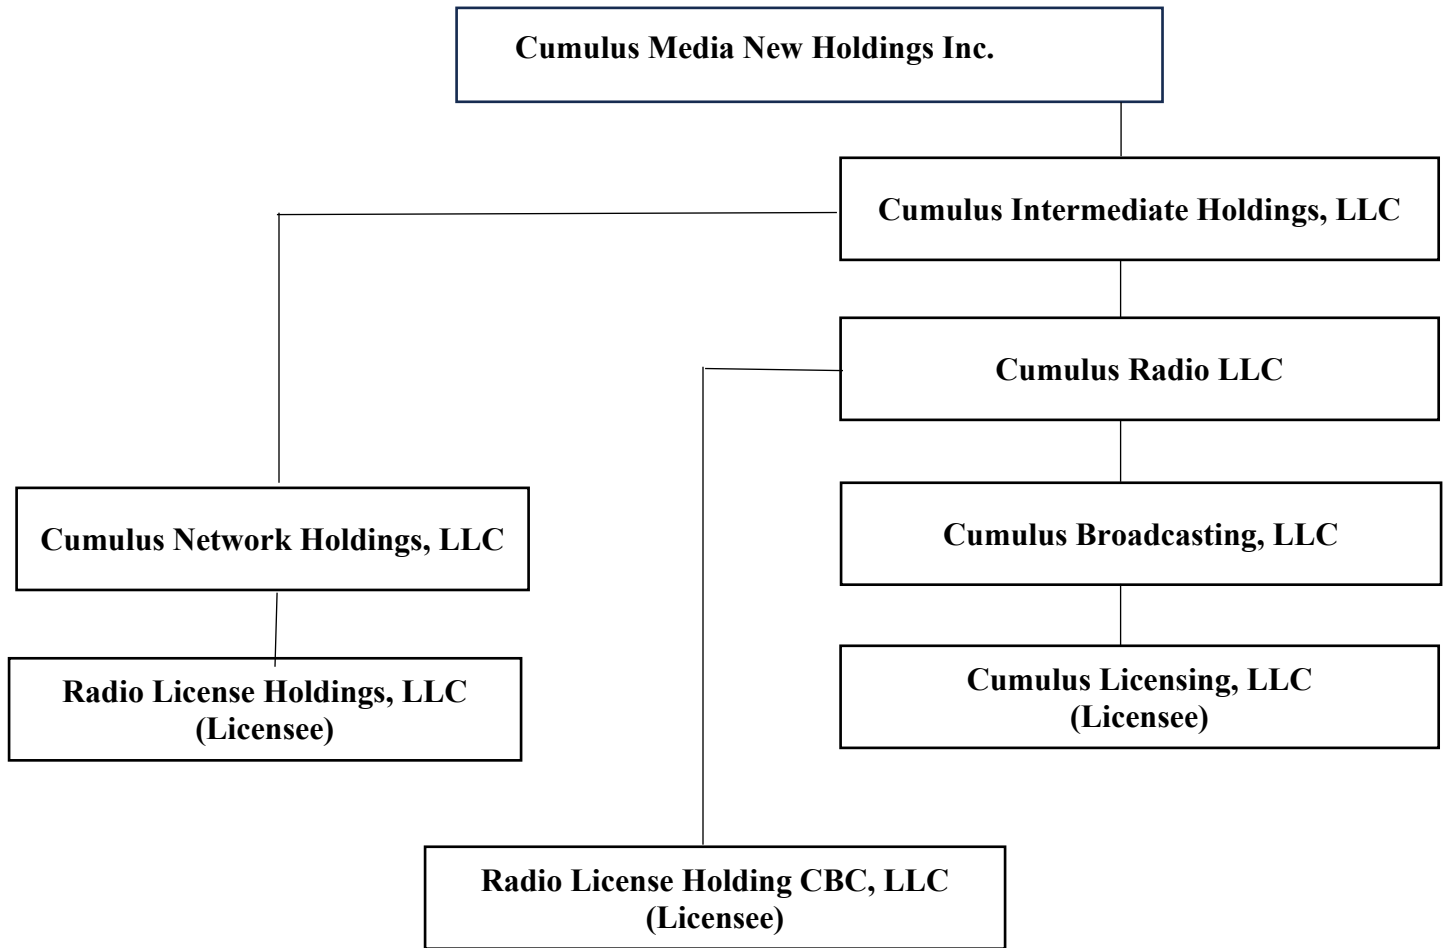 Cumulus Media New Holdings Inc.
Cumulus Intermediate Holdings, LLC
Cumulus Radio LLC
Cumulus Network Holdings, LLC
Cumulus Broadcasting, LLC
Radio License Holdings, LLC
(Licensee)
Cumulus Licensing, LLC
(Licensee)
Radio License Holding CBC, LLC
(Licensee)